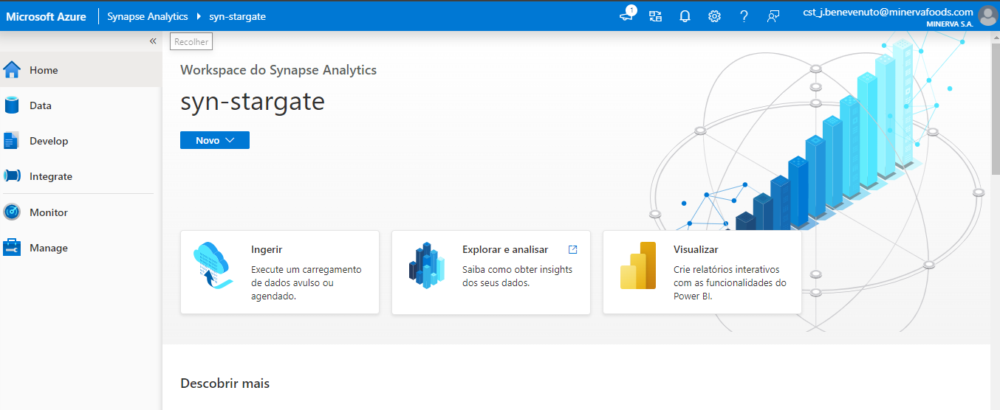 Microsoft Azure
Synapse Analytics
syn-stargate
1
cst_j.benevenuto@minervafoods.com
MINERVA S.A.
Recolher
Home
Data
Develop
Integrate
Monitor
Manage
Workspace do Synapse Analytics
syn-stargate
Novo
Ingerir
Execute um carregamento
de dados avulso ou
agendado.
Explorar e analisar
Saiba como obter insights
dos seus dados.
Visualizar
Crie relatórios interativos
com as funcionalidades do
Power BI.
Descobrir mais